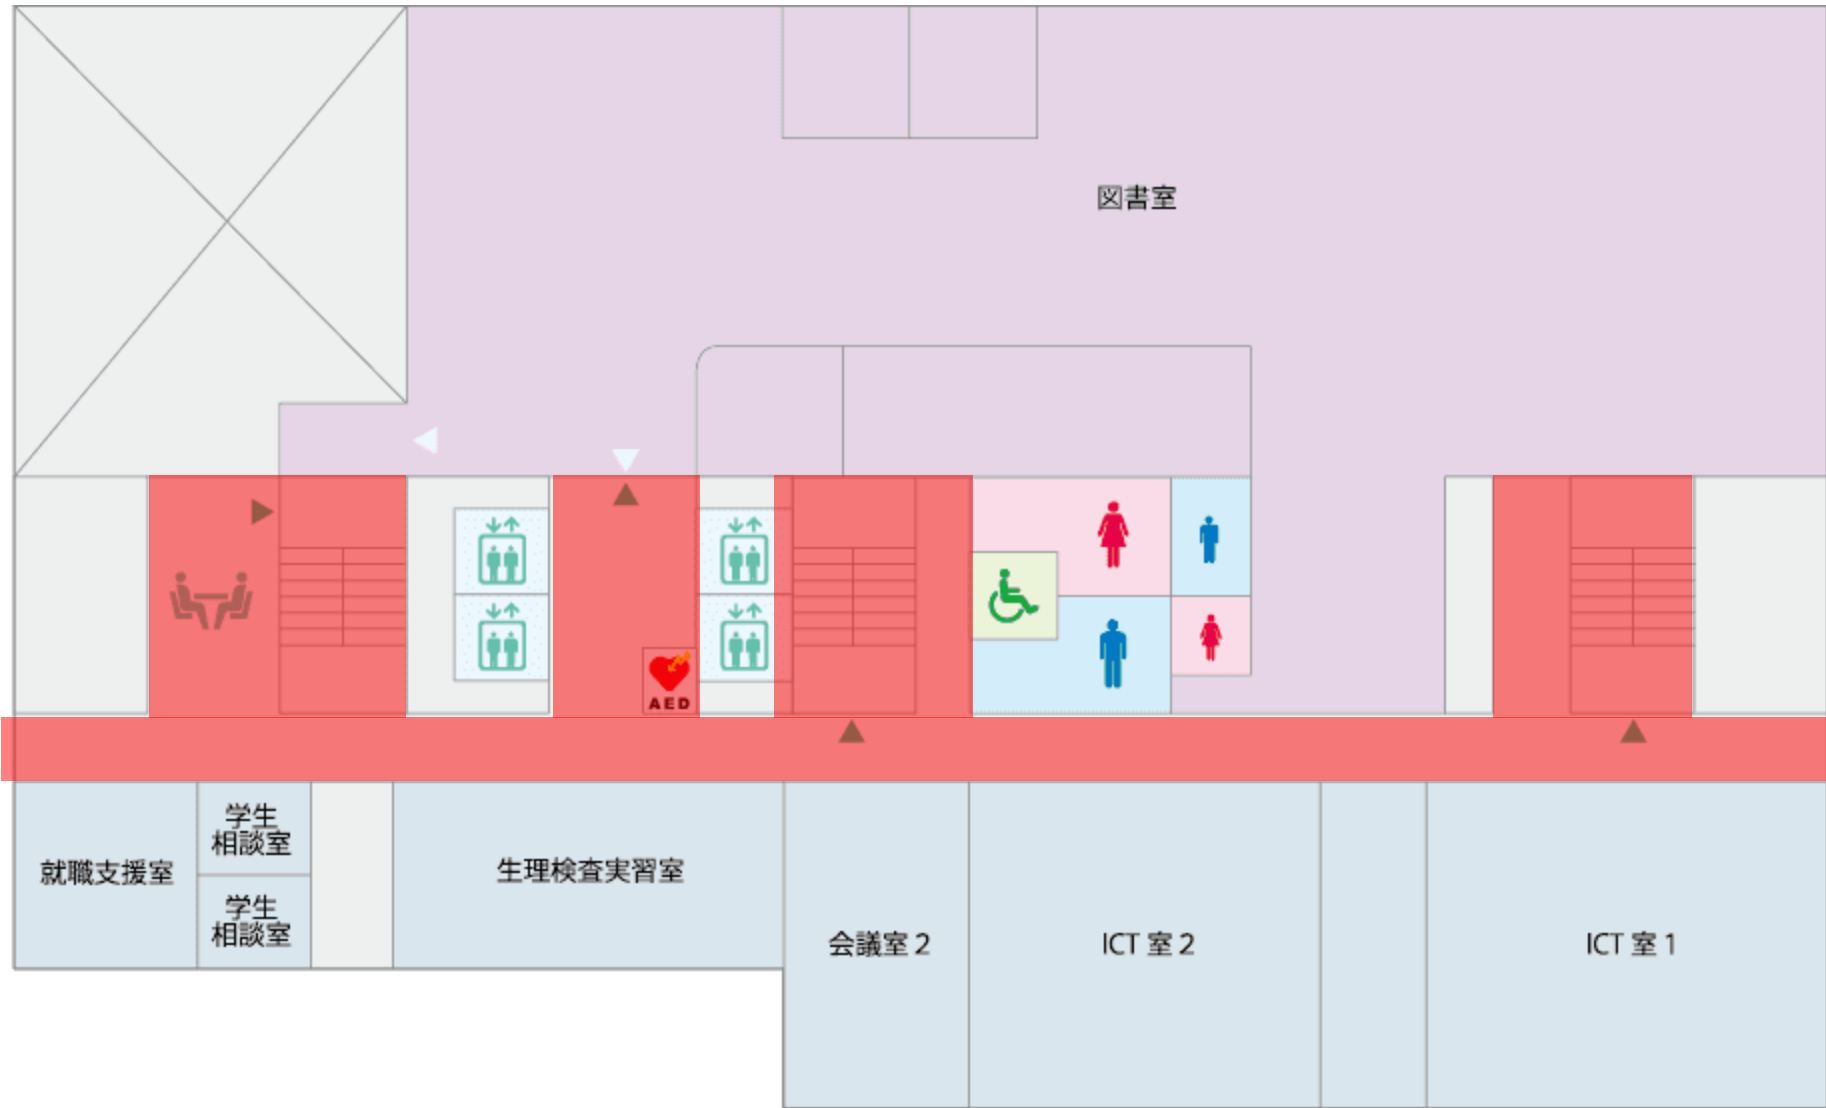 図書室
AED
就職支援室
学生
相談室
学生
相談室
生理検査実習室
会議室 2
ICT 室 2
ICT 室 1